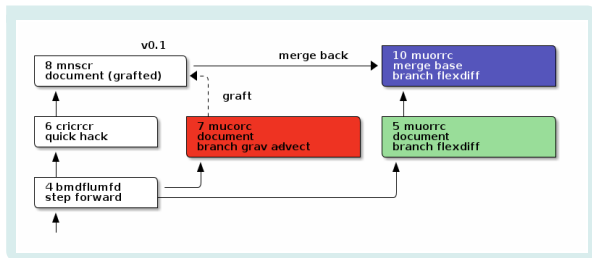 v0.1
8 mnscr
document (grafted)
merge back
10 muorrc
merge base
branch flexdiff
graft
6 cricrcr
quick hack
7 mucorc
document
branch grav advect
5 muorrc
document
branch flexdiff
4 bmdflumfd
step forward